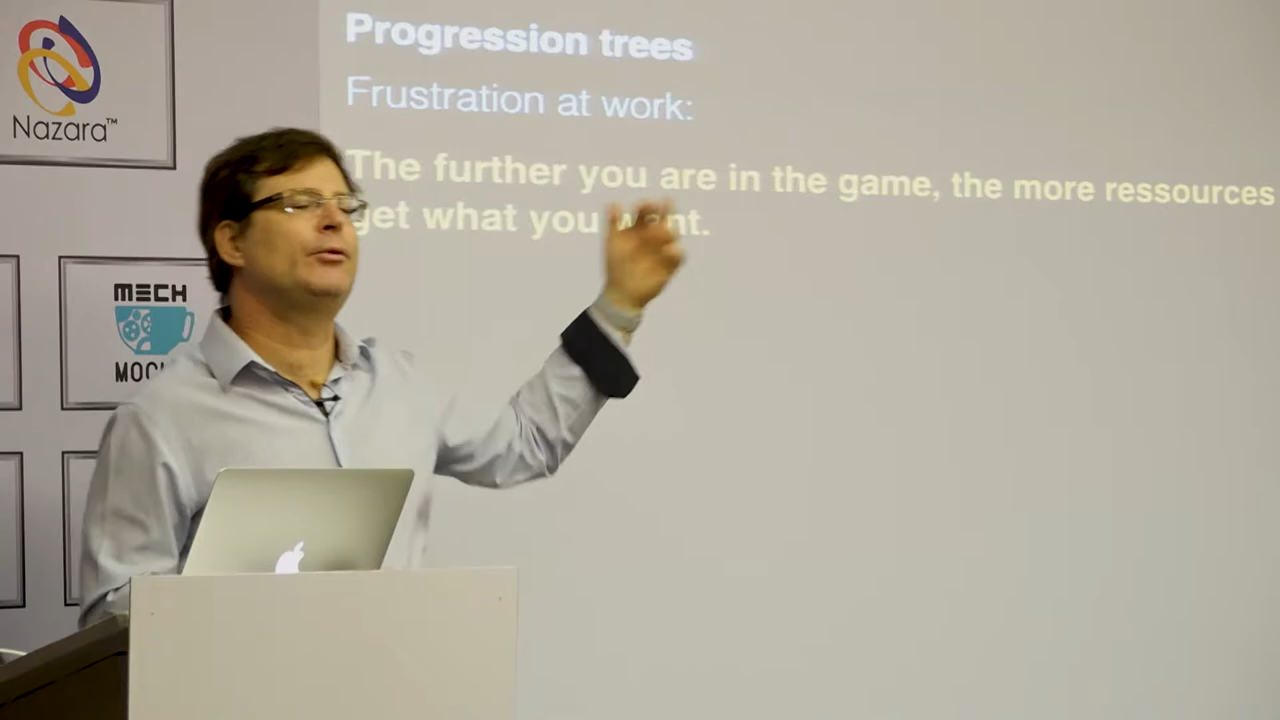 Nazara™
MECH
Progression trees
Frustration at work:
The further you are in the game, the more ressources
get what you want.